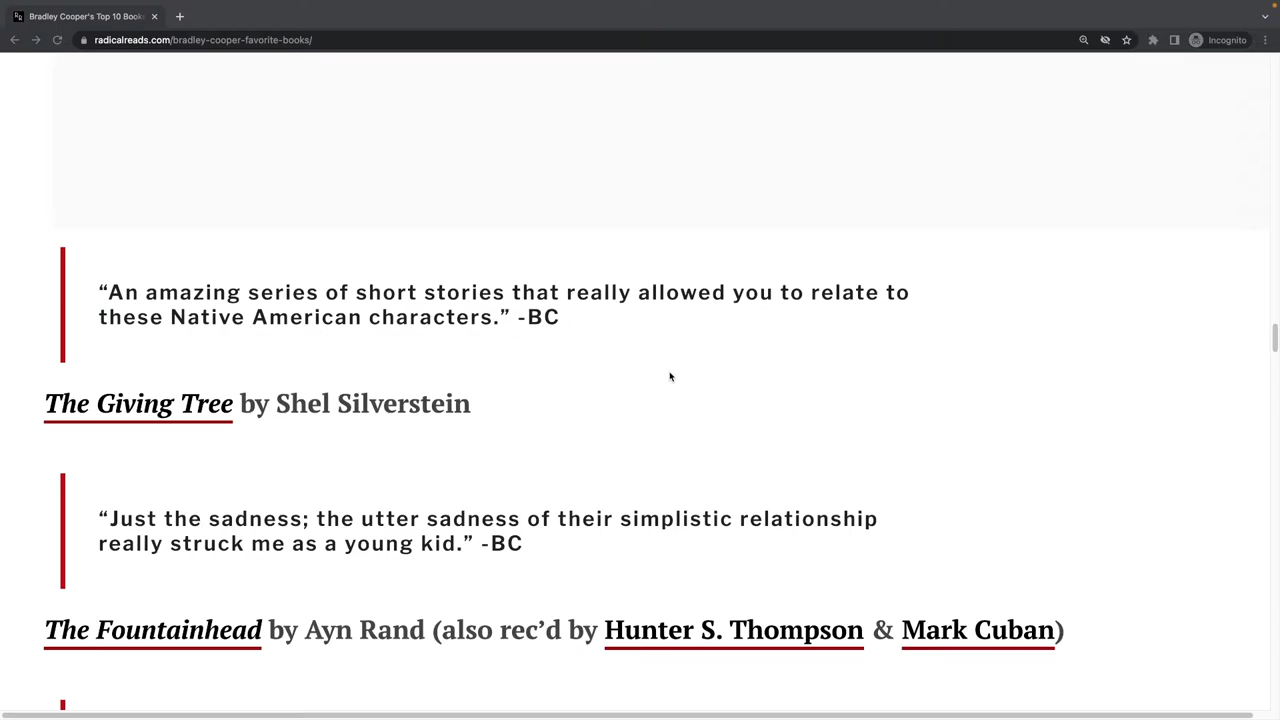 Bradley Cooper's Top 10 Book
radicalreads.com/bradley-cooper-favorite-books/
Incognito
“An amazing series of short stories that really allowed you to relate to
these Native American characters.” -BC
The Giving Tree by Shel Silverstein
“Just the sadness; the utter sadness of their simplistic relationship
really struck me as a young kid.” -BC
The Fountainhead by Ayn Rand (also rec’d by Hunter S. Thompson & Mark Cuban)